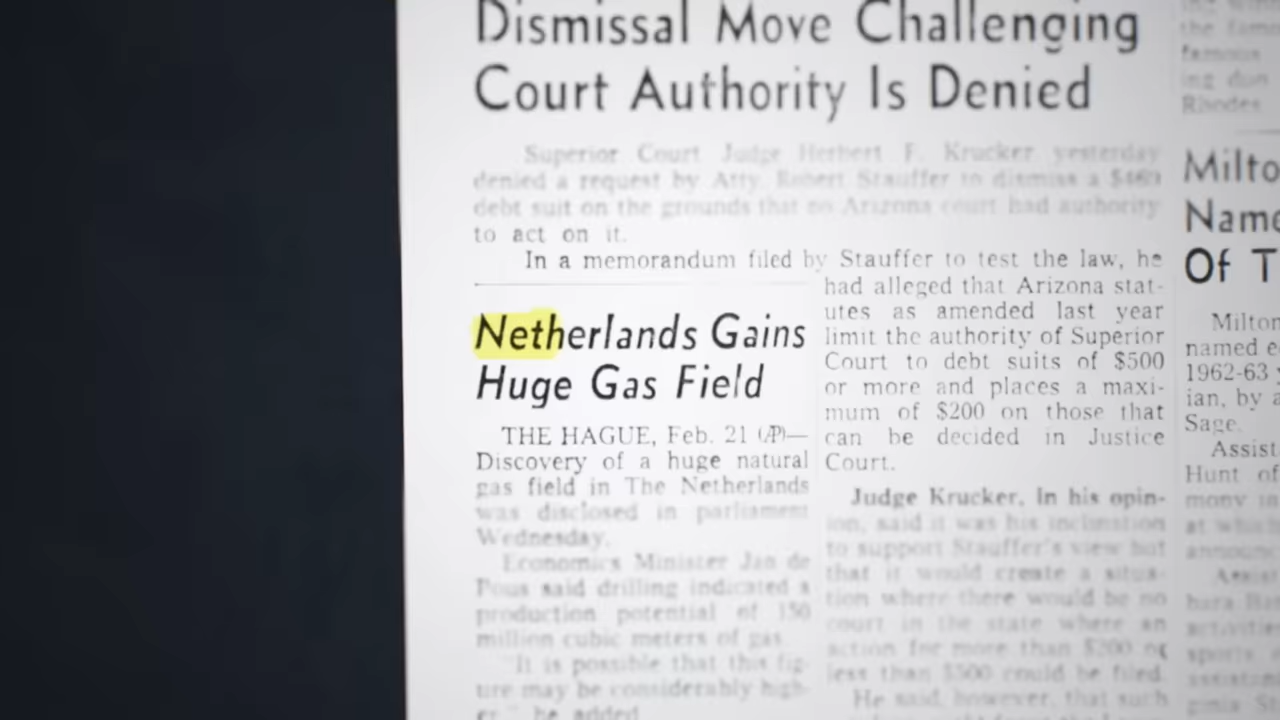 Dismissal Move Challenging
Court Authority Is Denied
Superior Court Judge Herbert F. Krucker yesterday
denied a request by Atty. Robert Stauffer to dismiss a
debt suit on the grounds that no Arizona court had authority
to act on it.
In a memorandum filed by Stauffer to test the law, he
had alleged that Arizona stat-
utes as amended last year
limit the authority of Superior
Court to debt suits of $500
or more and places a maxi-
mum of $200 on those that
can be decided in Justice
Court.
Judge Krucker, In his opin-
ion, said it was his inclination
to support Stauffer's view but
that it would create a situa-
tion where there would be no
court in the state where an
action for more than $200 or
less than $500 could be filed.
He said, however, that such
Netherlands Gains
Huge Gas Field
THE HAGUE, Feb. 21 (AP)—
Discovery of a huge natural
gas field in The Netherlands
was disclosed in parliament
Wednesday.
Economics Minister Jan de
Pous said drilling indicated a
production potential of 150
million cubic meters of gas.
"It is possible that this fig-
ure may be considerably high-
er," he added.
the
famous
ing
Rhodes
Milto
Name
Of T
Milton
named e
1962-63
ian, by a
Sage.
Assist
Hunt of